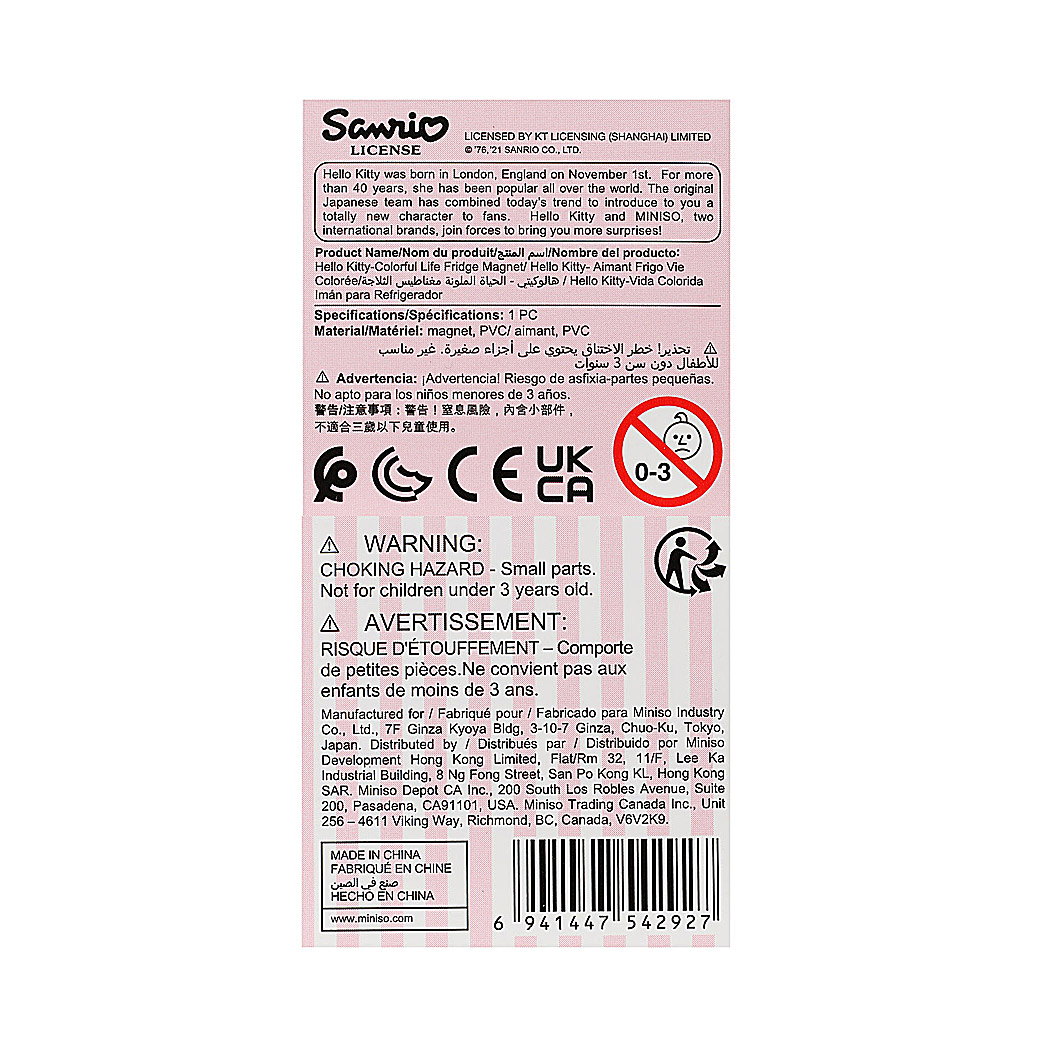 Sanrio
LICENSE
LICENSED BY KT LICENSING (SHANGHAI) LIMITED
© '76,'21 SANRIO CO., LTD.
Hello Kitty was born in London, England on November 1st. For more
than 40 years, she has been popular all over the world. The original
Japanese team has combined today's trend to introduce to you a
totally new character to fans. Hello Kitty and MINISO, two
international brands, join forces to bring you more surprises!
Product Name/Nom du produit/اسم المنتج/Nombre del producto:
Hello Kitty-Colorful Life Fridge Magnet/ Hello Kitty- Aimant Frigo Vie
Colorée/هالوكيتي - الحياة الملونة مغناطيس الثلاجة / Hello Kitty-Vida Colorida
Imán para Refrigerador
Specifications/Spécifications: 1 PC
Material/Matériel: magnet, PVC/ aimant, PVC
⚠ تحذير! خطر الاختناق يحتوي على أجزاء صغيرة. غير مناسب
للأطفال دون سن 3 سنوات
⚠ Advertencia: ¡Advertencia! Riesgo de asfixia-partes pequeñas.
No apto para los niños menores de 3 años.
警告/注意事項：警告！窒息風險，內含小部件，
不適合三歲以下兒童使用。
CE
UK
CA
0-3
⚠ WARNING:
CHOKING HAZARD - Small parts.
Not for children under 3 years old.
⚠ AVERTISSEMENT:
RISQUE D'ÉTOUFFEMENT – Comporte
de petites pièces.Ne convient pas aux
enfants de moins de 3 ans.
Manufactured for / Fabriqué pour / Fabricado para Miniso Industry
Co., Ltd., 7F Ginza Kyoya Bldg, 3-10-7 Ginza, Chuo-Ku, Tokyo,
Japan. Distributed by / Distribués par / Distribuido por Miniso
Development Hong Kong Limited, Flat/Rm 32, 11/F, Lee Ka
Industrial Building, 8 Ng Fong Street, San Po Kong KL, Hong Kong
SAR. Miniso Depot CA Inc., 200 South Los Robles Avenue, Suite
200, Pasadena, CA91101, USA. Miniso Trading Canada Inc., Unit
256 – 4611 Viking Way, Richmond, BC, Canada, V6V2K9.
MADE IN CHINA
FABRIQUÉ EN CHINE
صنع في الصين
HECHO EN CHINA
www.miniso.com
6 941447 542927